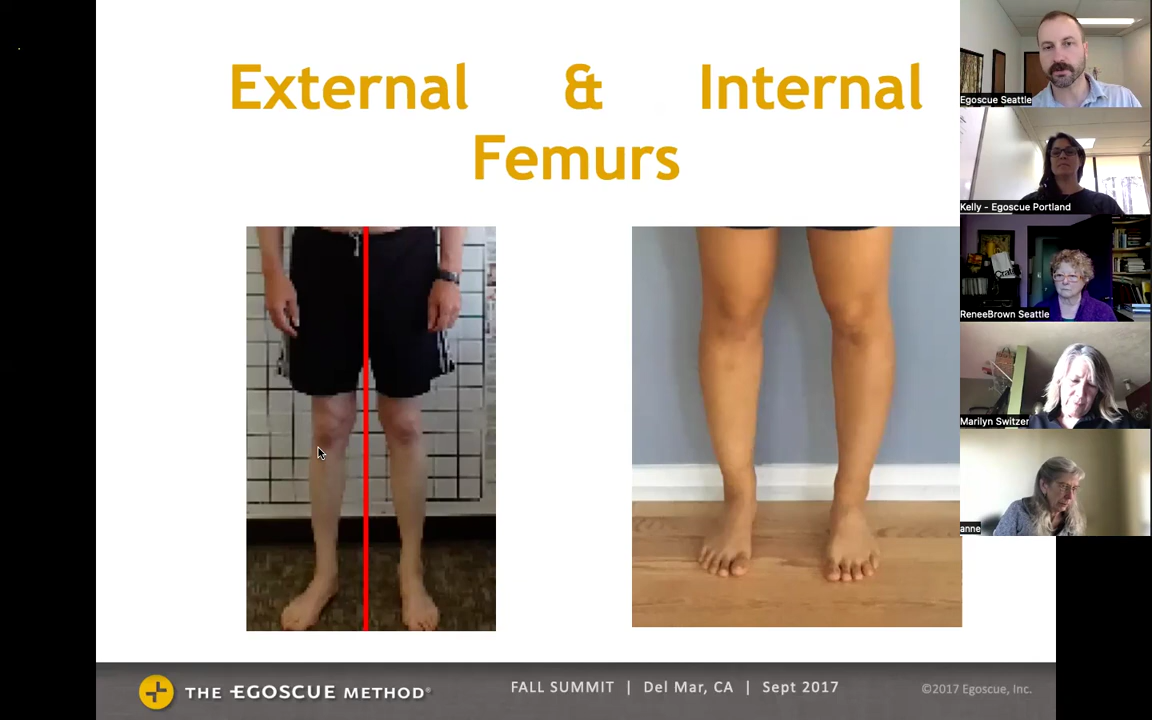 External & Internal
Femurs
Egoscue Seattle
Kelly - Egoscue Portland
ReneeBrown Seattle
Marilyn Switzer
anne
THE EGOSCUE METHOD®
FALL SUMMIT | Del Mar, CA | Sept 2017
©2017 Egoscue, Inc.